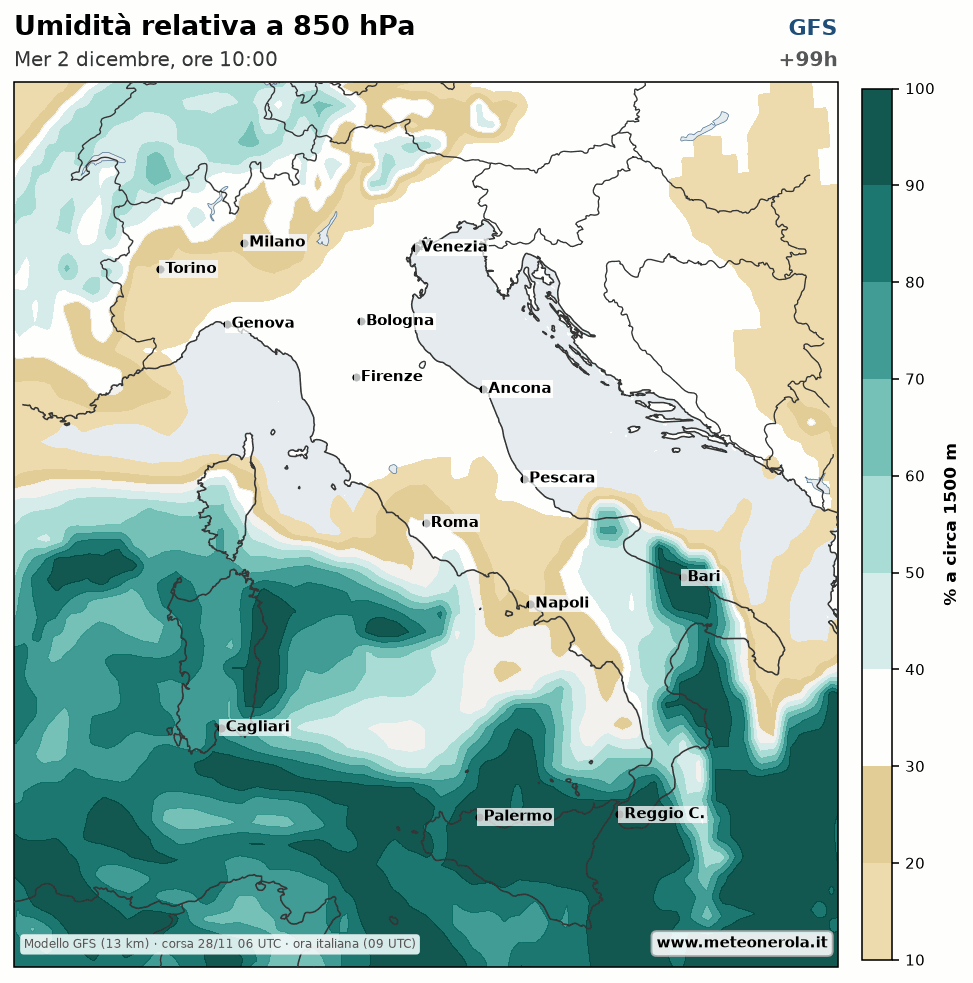 Umidità relativa a 850 hPa
GFS
Mer 2 dicembre, ore 10:00
+99h
100
90
80
70
60
50
40
30
20
10
% a circa 1500 m
Milano
Venezia
Torino
Genova
Bologna
Firenze
Ancona
Pescara
Roma
Bari
Napoli
Cagliari
Palermo
Reggio C.
Modello GFS (13 km) · corsa 28/11 06 UTC · ora italiana (09 UTC)
www.meteonerola.it